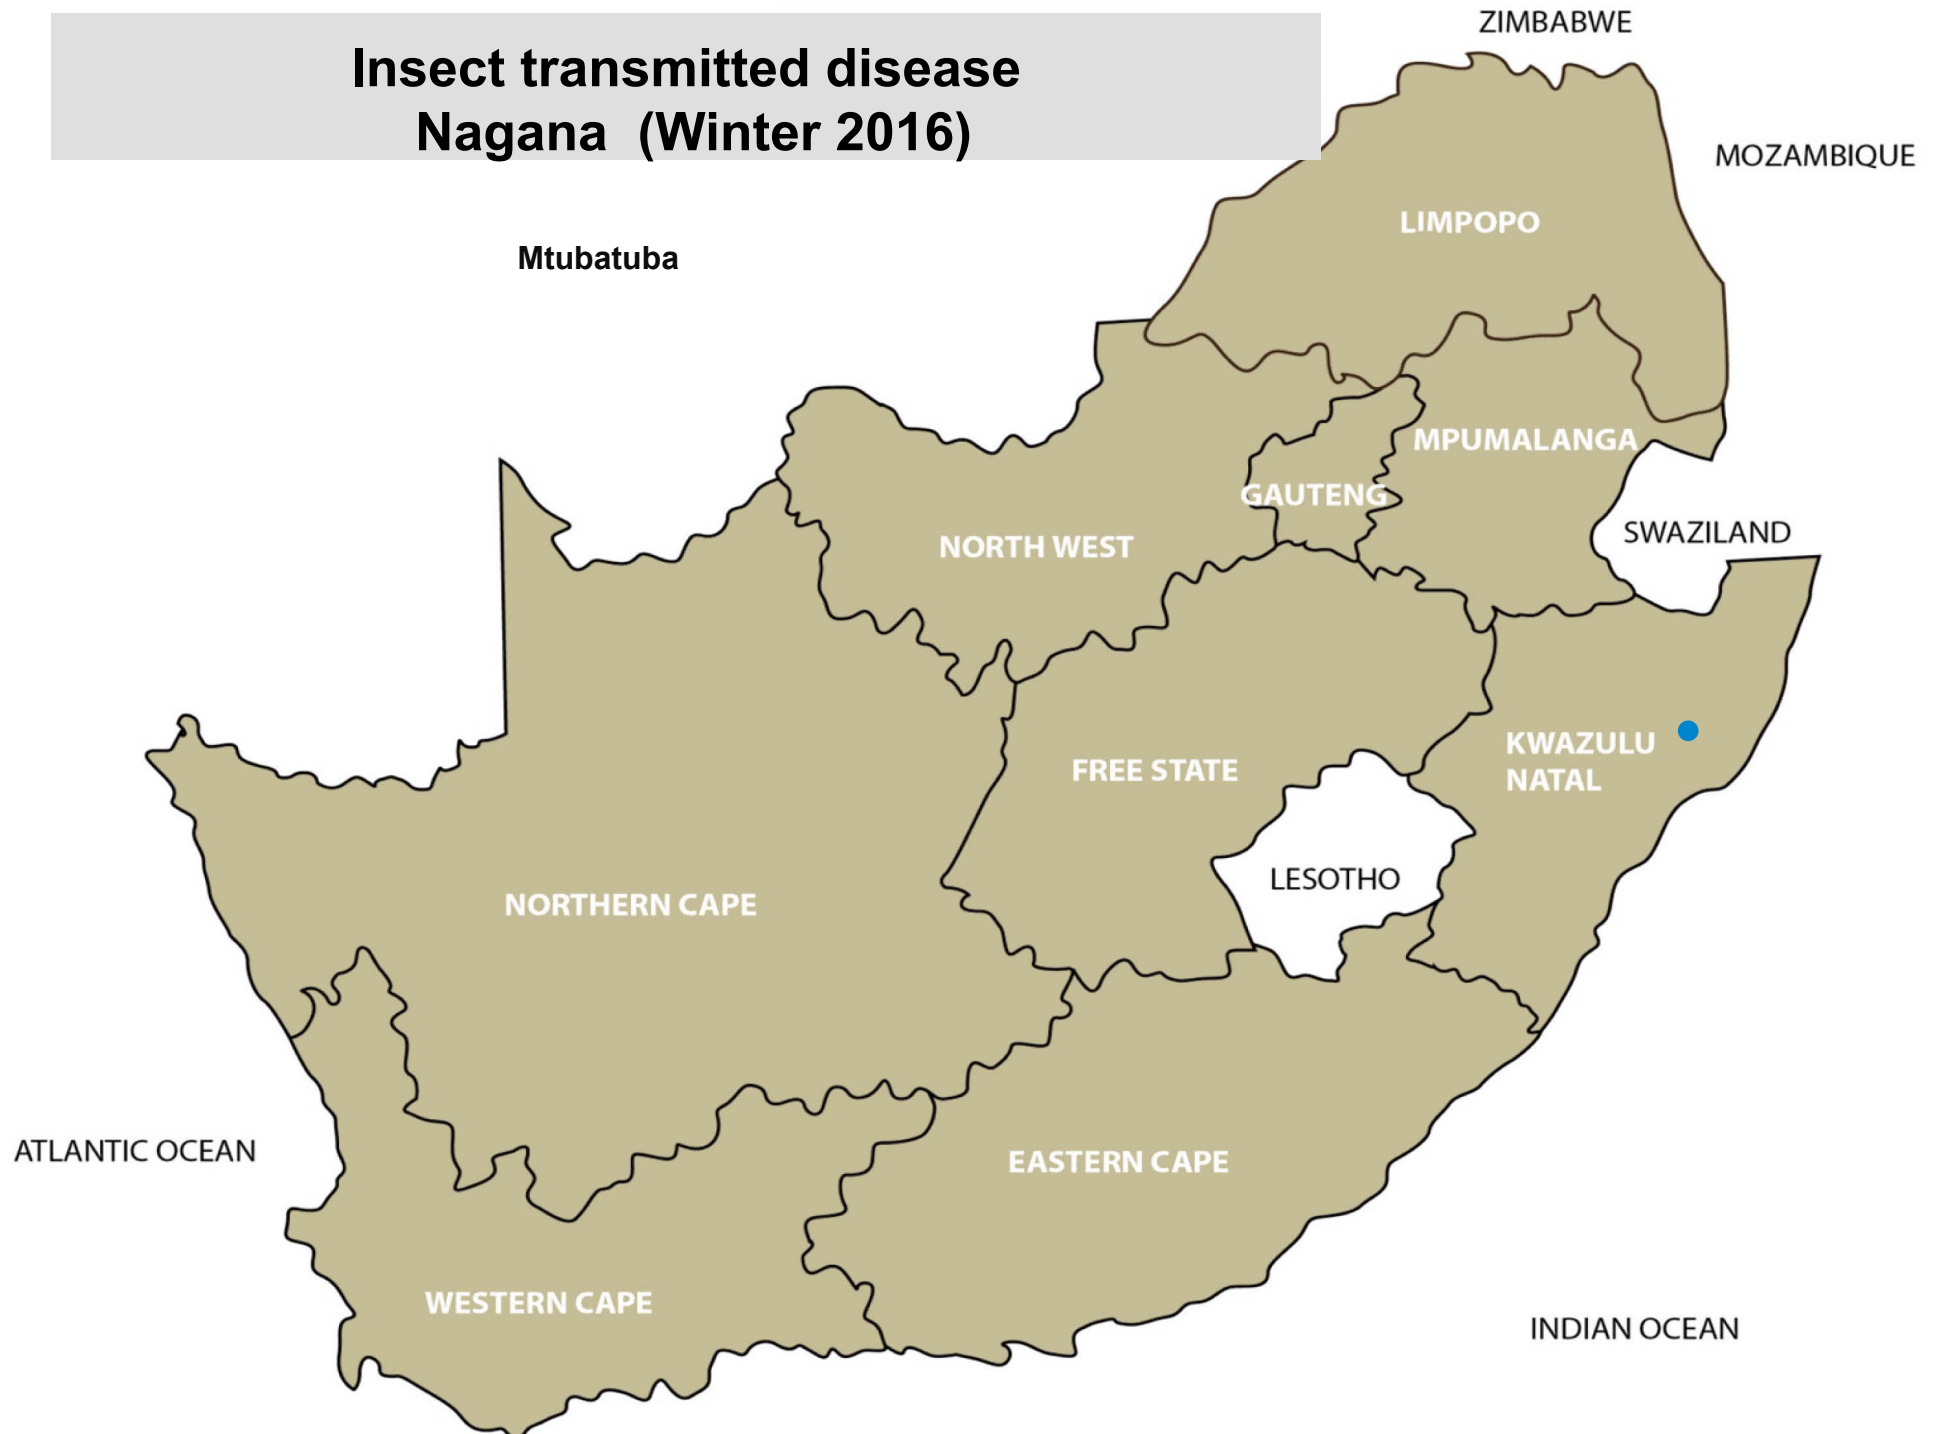 ZIMBABWE
Insect transmitted disease
Nagana (Winter 2016)
MOZAMBIQUE
LIMPOPO
Mtubatuba
MPUMALANGA
GAUTENG
SWAZILAND
NORTH WEST
KWAZULU
NATAL
FREE STATE
LESOTHO
NORTHERN CAPE
ATLANTIC OCEAN
EASTERN CAPE
WESTERN CAPE
INDIAN OCEAN